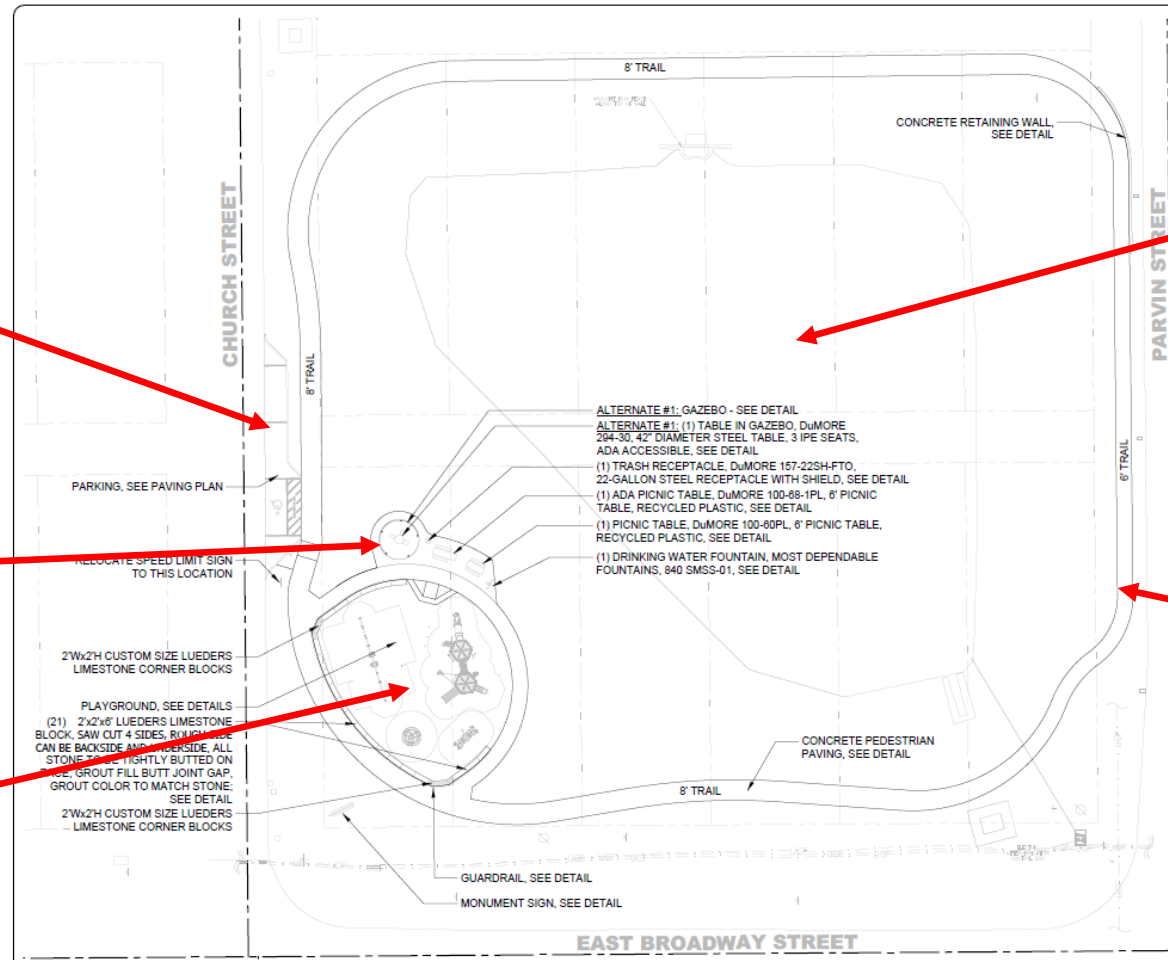 8' TRAIL
CONCRETE RETAINING WALL,
SEE DETAIL
CHURCH STREET
PARVIN STREET
8' TRAIL
6' TRAIL
ALTERNATE #1: GAZEBO - SEE DETAIL
ALTERNATE #1: (1) TABLE IN GAZEBO, DuMORE
294-30, 42" DIAMETER STEEL TABLE, 3 IPE SEATS,
ADA ACCESSIBLE, SEE DETAIL
(1) TRASH RECEPTACLE, DuMORE 157-22SH-FTO,
22-GALLON STEEL RECEPTACLE WITH SHIELD, SEE DETAIL
(1) ADA PICNIC TABLE, DuMORE 100-68-1PL, 6' PICNIC
TABLE, RECYCLED PLASTIC, SEE DETAIL
(1) PICNIC TABLE, DuMORE 100-60PL, 6' PICNIC TABLE,
RECYCLED PLASTIC, SEE DETAIL
(1) DRINKING WATER FOUNTAIN, MOST DEPENDABLE
FOUNTAINS, 840 SMSS-01, SEE DETAIL
PARKING, SEE PAVING PLAN
RELOCATE SPEED LIMIT SIGN
TO THIS LOCATION
2'Wx2'H CUSTOM SIZE LUEDERS
LIMESTONE CORNER BLOCKS
PLAYGROUND, SEE DETAILS
(21) 2'x2'x6' LUEDERS LIMESTONE
BLOCK, SAW CUT 4 SIDES, ROUGH SIDE
CAN BE BACKSIDE AND UNDERSIDE, ALL
STONE TO BE TIGHTLY BUTTED ON
FACE, GROUT FILL BUTT JOINT GAP,
GROUT COLOR TO MATCH STONE;
SEE DETAIL
2'Wx2'H CUSTOM SIZE LUEDERS
LIMESTONE CORNER BLOCKS
CONCRETE PEDESTRIAN
PAVING, SEE DETAIL
8' TRAIL
GUARDRAIL, SEE DETAIL
MONUMENT SIGN, SEE DETAIL
EAST BROADWAY STREET